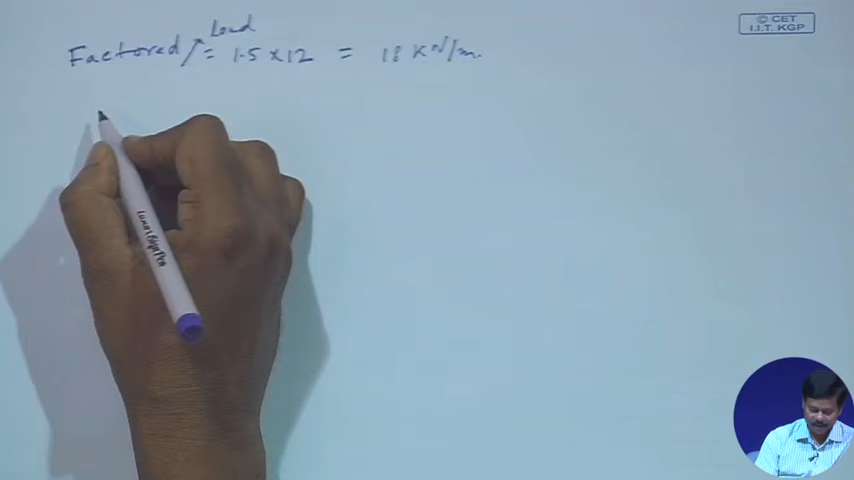 © CET
I.I.T. KGP
Factored Load = 1.5 × 12 = 18 KN/m.